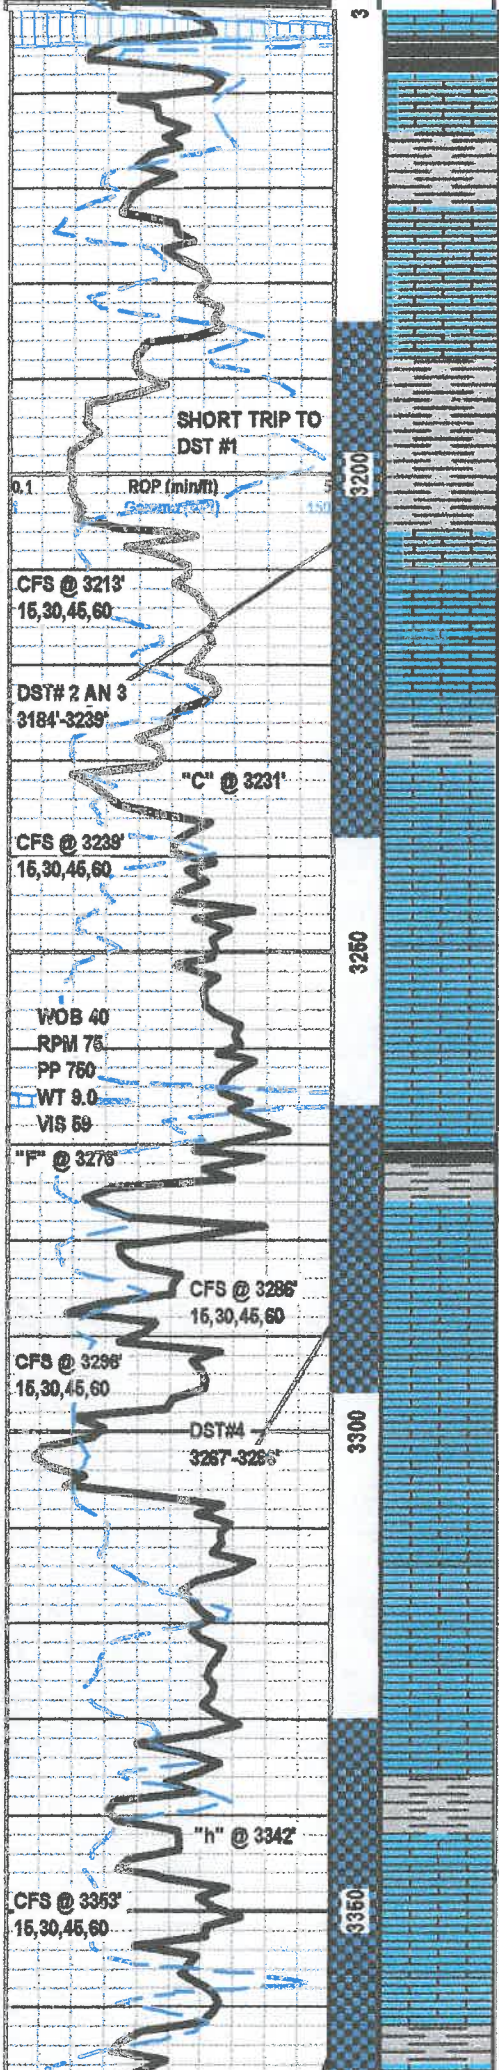 3
SHORT TRIP TO
DST #1
3200
0.1 ROP (min/ft) 5
150
CFS @ 3213'
15,30,45,60
DST# 2 AN 3
3184'-3239'
"C" @ 3231'
CFS @ 3239'
15,30,45,60
3250
WOB 40
RPM 75
PP 750
WT 9.0
VIS 59
"F" @ 3276'
CFS @ 3286'
15,30,45,60
CFS @ 3296'
15,30,45,60
DST#4
3267'-3296'
3300
"h" @ 3342'
CFS @ 3353'
15,30,45,60
3350